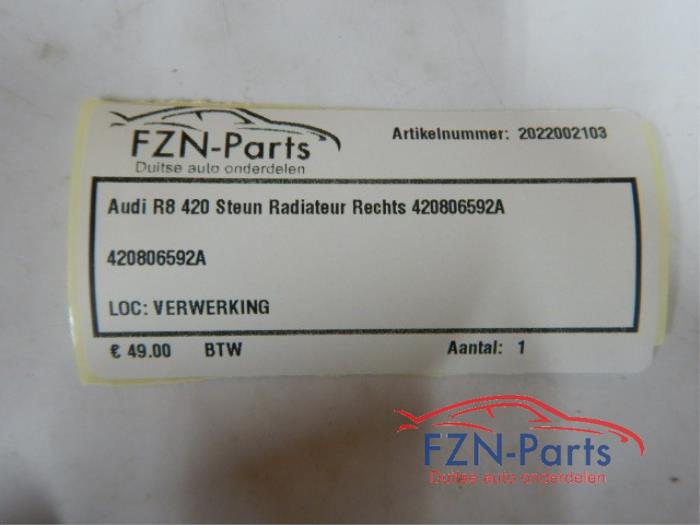 FZN-Parts
Duitse auto onderdelen
Artikelnummer: 2022002103
Audi R8 420 Steun Radiateur Rechts 420806592A
420806592A
LOC: VERWERKING
€ 49.00 BTW Aantal: 1
FZN-Parts
Duitse auto onderdelen